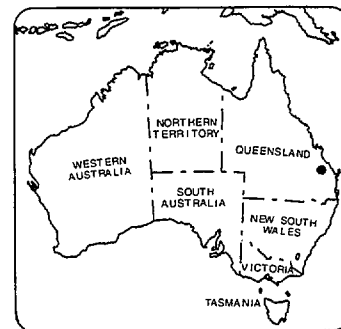 NORTHERN
TERRITORY
QUEENSLAND
WESTERN
AUSTRALIA
SOUTH
AUSTRALIA
NEW SOUTH
WALES
VICTORIA
TASMANIA